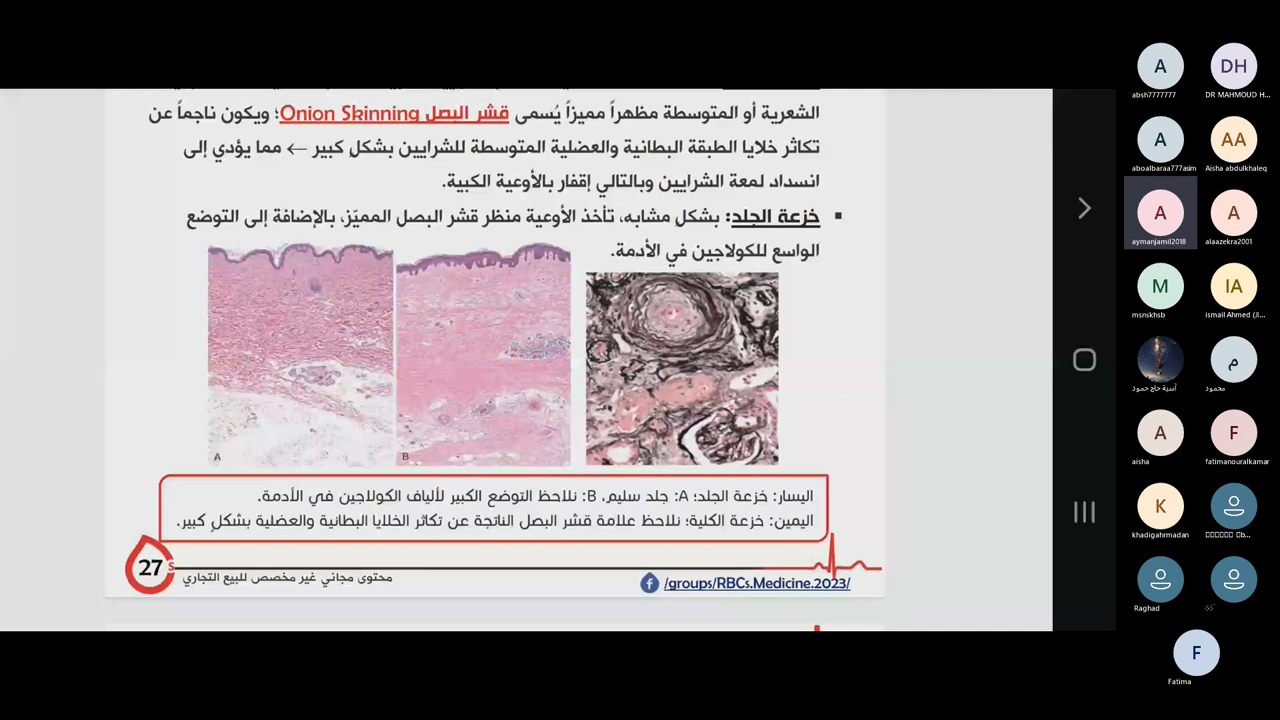 الشعرية أو المتوسطة مظهراً مميزاً يُسمى قشر البصل Onion Skinning؛ ويكون ناجماً عن
تكاثر خلايا الطبقة البطانية والعضلية المتوسطة للشرايين بشكل كبير ← مما يؤدي إلى
انسداد لمعة الشرايين وبالتالي إقفار بالأوعية الكبية.
▪ خزعة الجلد: بشكل مشابه، تأخذ الأوعية منظر قشر البصل المميّز، بالإضافة إلى التوضع
الواسع للكولاجين في الأدمة.
A
B
اليسار: خزعة الجلد؛ A: جلد سليم، B: نلاحظ التوضع الكبير لألياف الكولاجين في الأدمة.
اليمين: خزعة الكلية؛ نلاحظ علامة قشر البصل الناتجة عن تكاثر الخلايا البطانية والعضلية بشكلٍ كبير.
27
محتوى مجاني غير مخصص للبيع التجاري
/groups/RBCs.Medicine.2023/
A
absh7777777
DH
DR MAHMOUD H...
A
aboalbaraa777asim
AA
Aisha abdulkhaleq
A
aymanjamil2018
A
alaazekra2001
M
msnskhsb
IA
ismail Ahmed (Jl...
آسية حاج حمود
م
محمود
A
aisha
F
fatimanouralkamar
K
khadigahrmadan
Raghad
F
Fatima